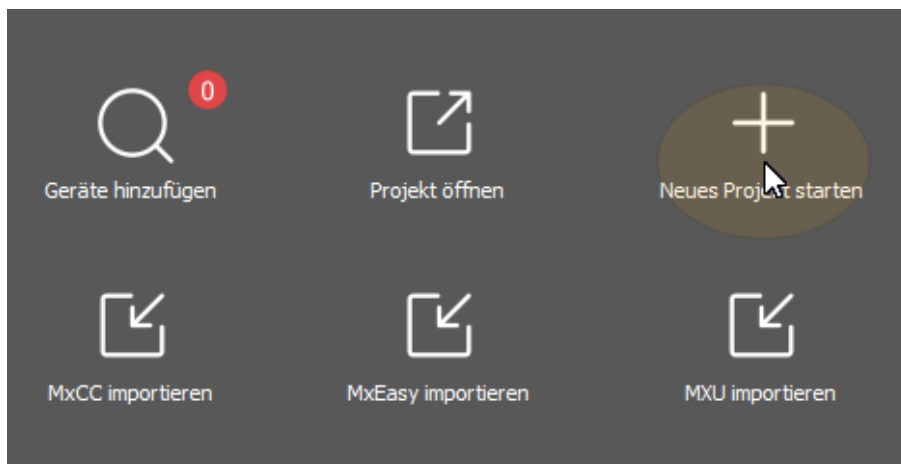 0
Geräte hinzufügen
Projekt öffnen
Neues Projekt starten
MxCC importieren
MxEasy importieren
MXU importieren